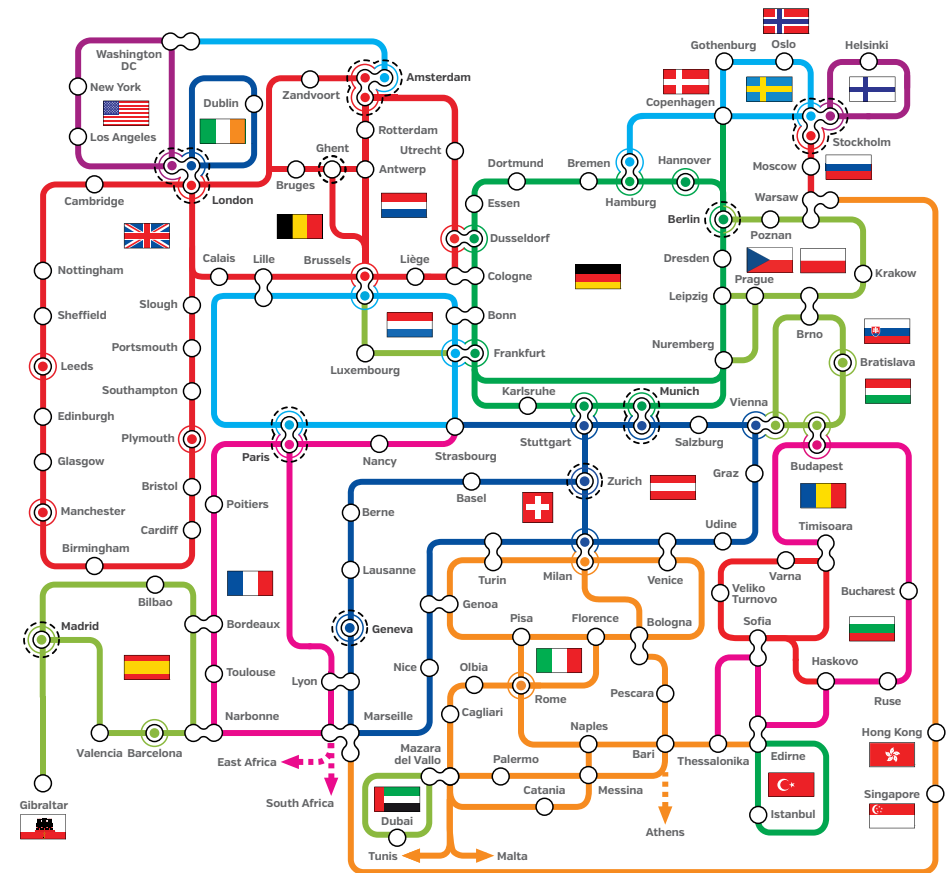 Gothenburg
Oslo
Helsinki
Washington
DC
Amsterdam
New York
Dublin
Zandvoort
Copenhagen
Los Angeles
Rotterdam
Stockholm
Ghent
Utrecht
Antwerp
Bruges
Dortmund
Bremen
Hannover
Moscow
Cambridge
London
Essen
Hamburg
Warsaw
Berlin
Poznan
Dusseldorf
Calais
Lille
Brussels
Liège
Cologne
Dresden
Prague
Krakow
Nottingham
Slough
Leipzig
Sheffield
Bonn
Brno
Portsmouth
Luxembourg
Frankfurt
Nuremberg
Bratislava
Leeds
Southampton
Karlsruhe
Munich
Vienna
Edinburgh
Plymouth
Paris
Nancy
Strasbourg
Stuttgart
Salzburg
Budapest
Glasgow
Graz
Bristol
Basel
Zurich
Manchester
Poitiers
Berne
Udine
Timisoara
Cardiff
Birmingham
Lausanne
Turin
Milan
Venice
Varna
Bilbao
Genoa
Veliko
Turnovo
Bucharest
Madrid
Bordeaux
Geneva
Pisa
Florence
Bologna
Sofia
Toulouse
Lyon
Nice
Olbia
Rome
Pescara
Haskovo
Ruse
Narbonne
Marseille
Cagliari
Valencia
Barcelona
Mazara
del Vallo
Naples
Bari
Thessalonika
Edirne
Hong Kong
East Africa
Palermo
Messina
South Africa
Catania
Singapore
Gibraltar
Dubai
Istanbul
Athens
Tunis
Malta